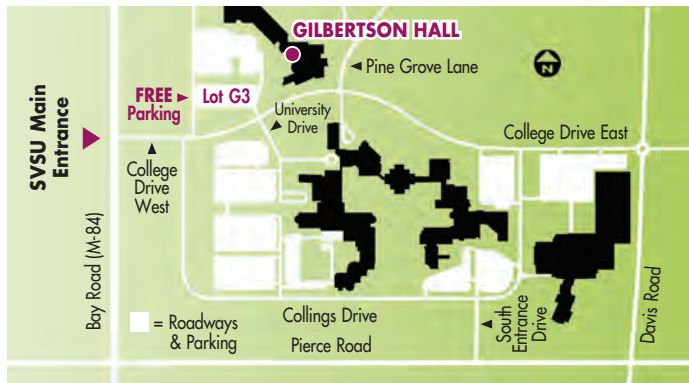 GILBERTSON HALL
Pine Grove Lane
N
FREE
Parking
Lot G3
University
Drive
SVSU Main
Entrance
College
Drive
West
College Drive East
Bay Road (M-84)
= Roadways
& Parking
Collings Drive
Pierce Road
South
Entrance
Drive
Davis Road